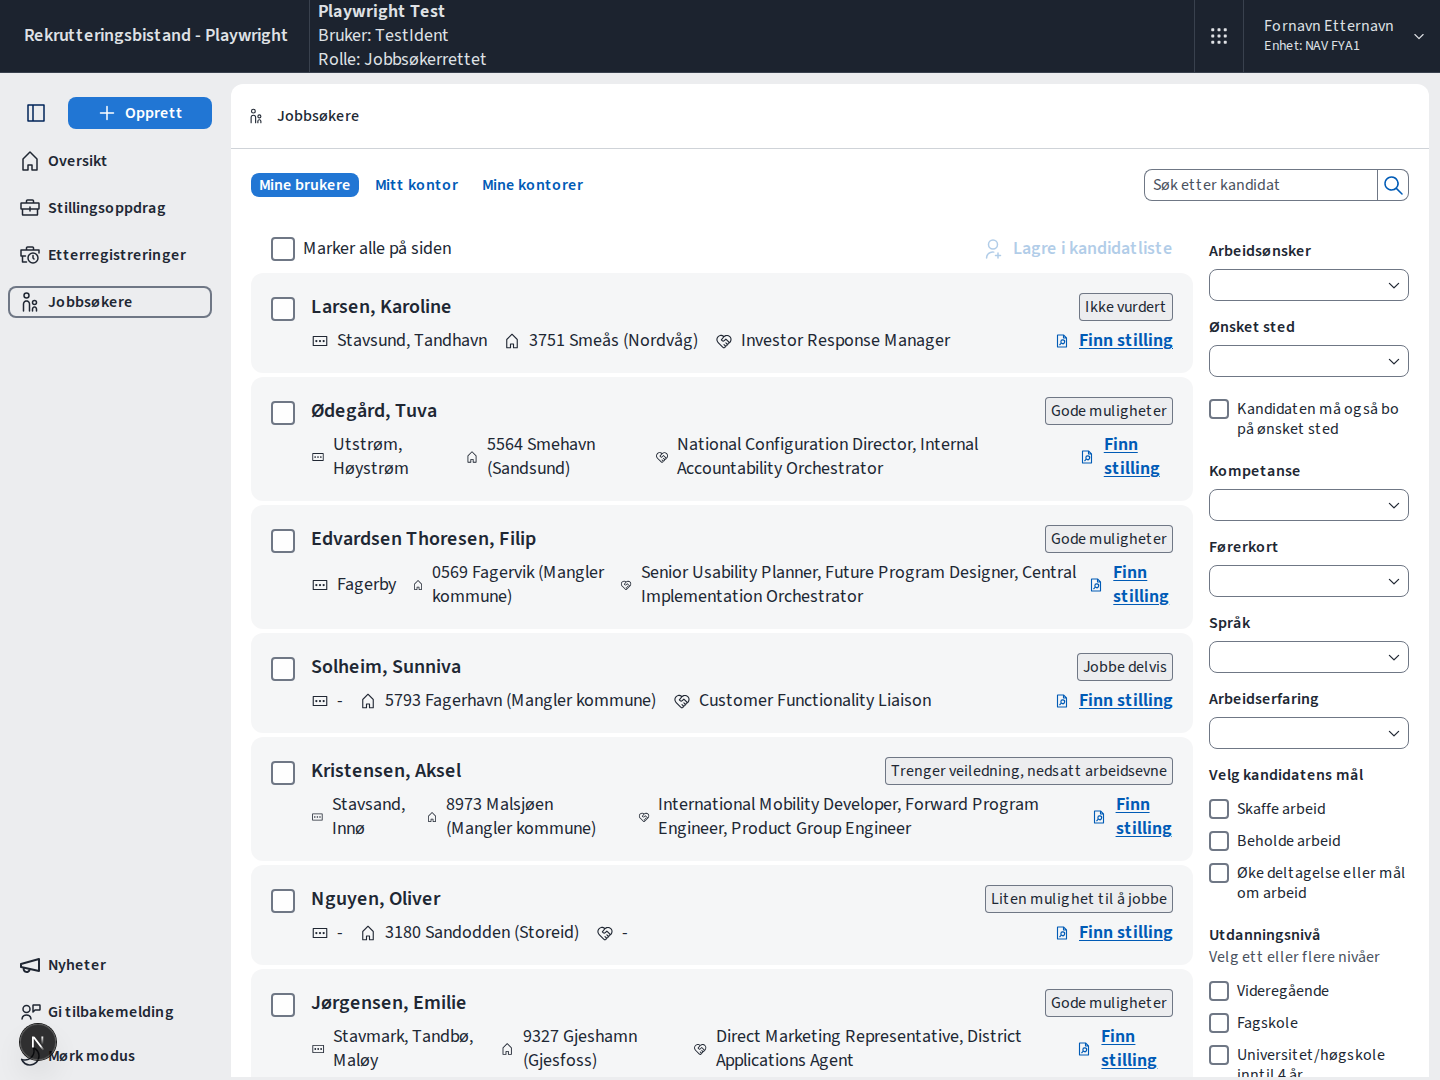 Rekrutteringsbistand - Playwright
Playwright Test
Bruker: TestIdent
Rolle: Jobbsøkerrettet
Fornavn Etternavn
Enhet: NAV FYA1
Opprett
Oversikt
Stillingsoppdrag
Etterregistreringer
Jobbsøkere
Nyheter
Gi tilbakemelding
N
Mørk modus
Jobbsøkere
Mine brukere
Mitt kontor
Mine kontorer
Søk etter kandidat
Marker alle på siden
Lagre i kandidatliste
Larsen, Karoline
Ikke vurdert
Stavsund, Tandhavn
3751 Smeås (Nordvåg)
Investor Response Manager
Finn stilling
Ødegård, Tuva
Gode muligheter
Utstrøm,
Høystrøm
5564 Smehavn
(Sandsund)
National Configuration Director, Internal
Accountability Orchestrator
Finn
stilling
Edvardsen Thoresen, Filip
Gode muligheter
Fagerby
0569 Fagervik (Mangler
kommune)
Senior Usability Planner, Future Program Designer, Central
Implementation Orchestrator
Finn
stilling
Solheim, Sunniva
Jobbe delvis
-
5793 Fagerhavn (Mangler kommune)
Customer Functionality Liaison
Finn stilling
Kristensen, Aksel
Trenger veiledning, nedsatt arbeidsevne
Stavsand,
Innø
8973 Malsjøen
(Mangler kommune)
International Mobility Developer, Forward Program
Engineer, Product Group Engineer
Finn
stilling
Nguyen, Oliver
Liten mulighet til å jobbe
-
3180 Sandodden (Storeid)
-
Finn stilling
Jørgensen, Emilie
Gode muligheter
Stavmark, Tandbø,
Maløy
9327 Gjeshamn
(Gjesfoss)
Direct Marketing Representative, District
Applications Agent
Finn
stilling
Arbeidsønsker
Ønsket sted
Kandidaten må også bo
på ønsket sted
Kompetanse
Førerkort
Språk
Arbeidserfaring
Velg kandidatens mål
Skaffe arbeid
Beholde arbeid
Øke deltagelse eller mål
om arbeid
Utdanningsnivå
Velg ett eller flere nivåer
Videregående
Fagskole
Universitet/høgskole
inntil 4 år